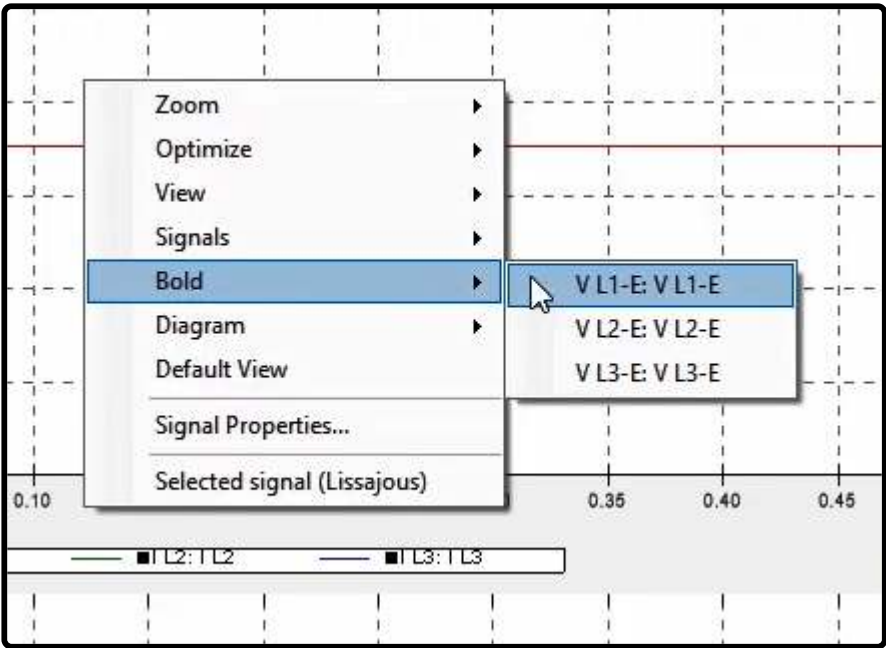 Zoom
Optimize
View
Signals
Bold
V L1-E: V L1-E
Diagram
V L2-E: V L2-E
Default View
V L3-E: V L3-E
Signal Properties...
Selected signal (Lissajous)
0.10 0.35 0.40 0.45
I L2: I L2 I L3: I L3